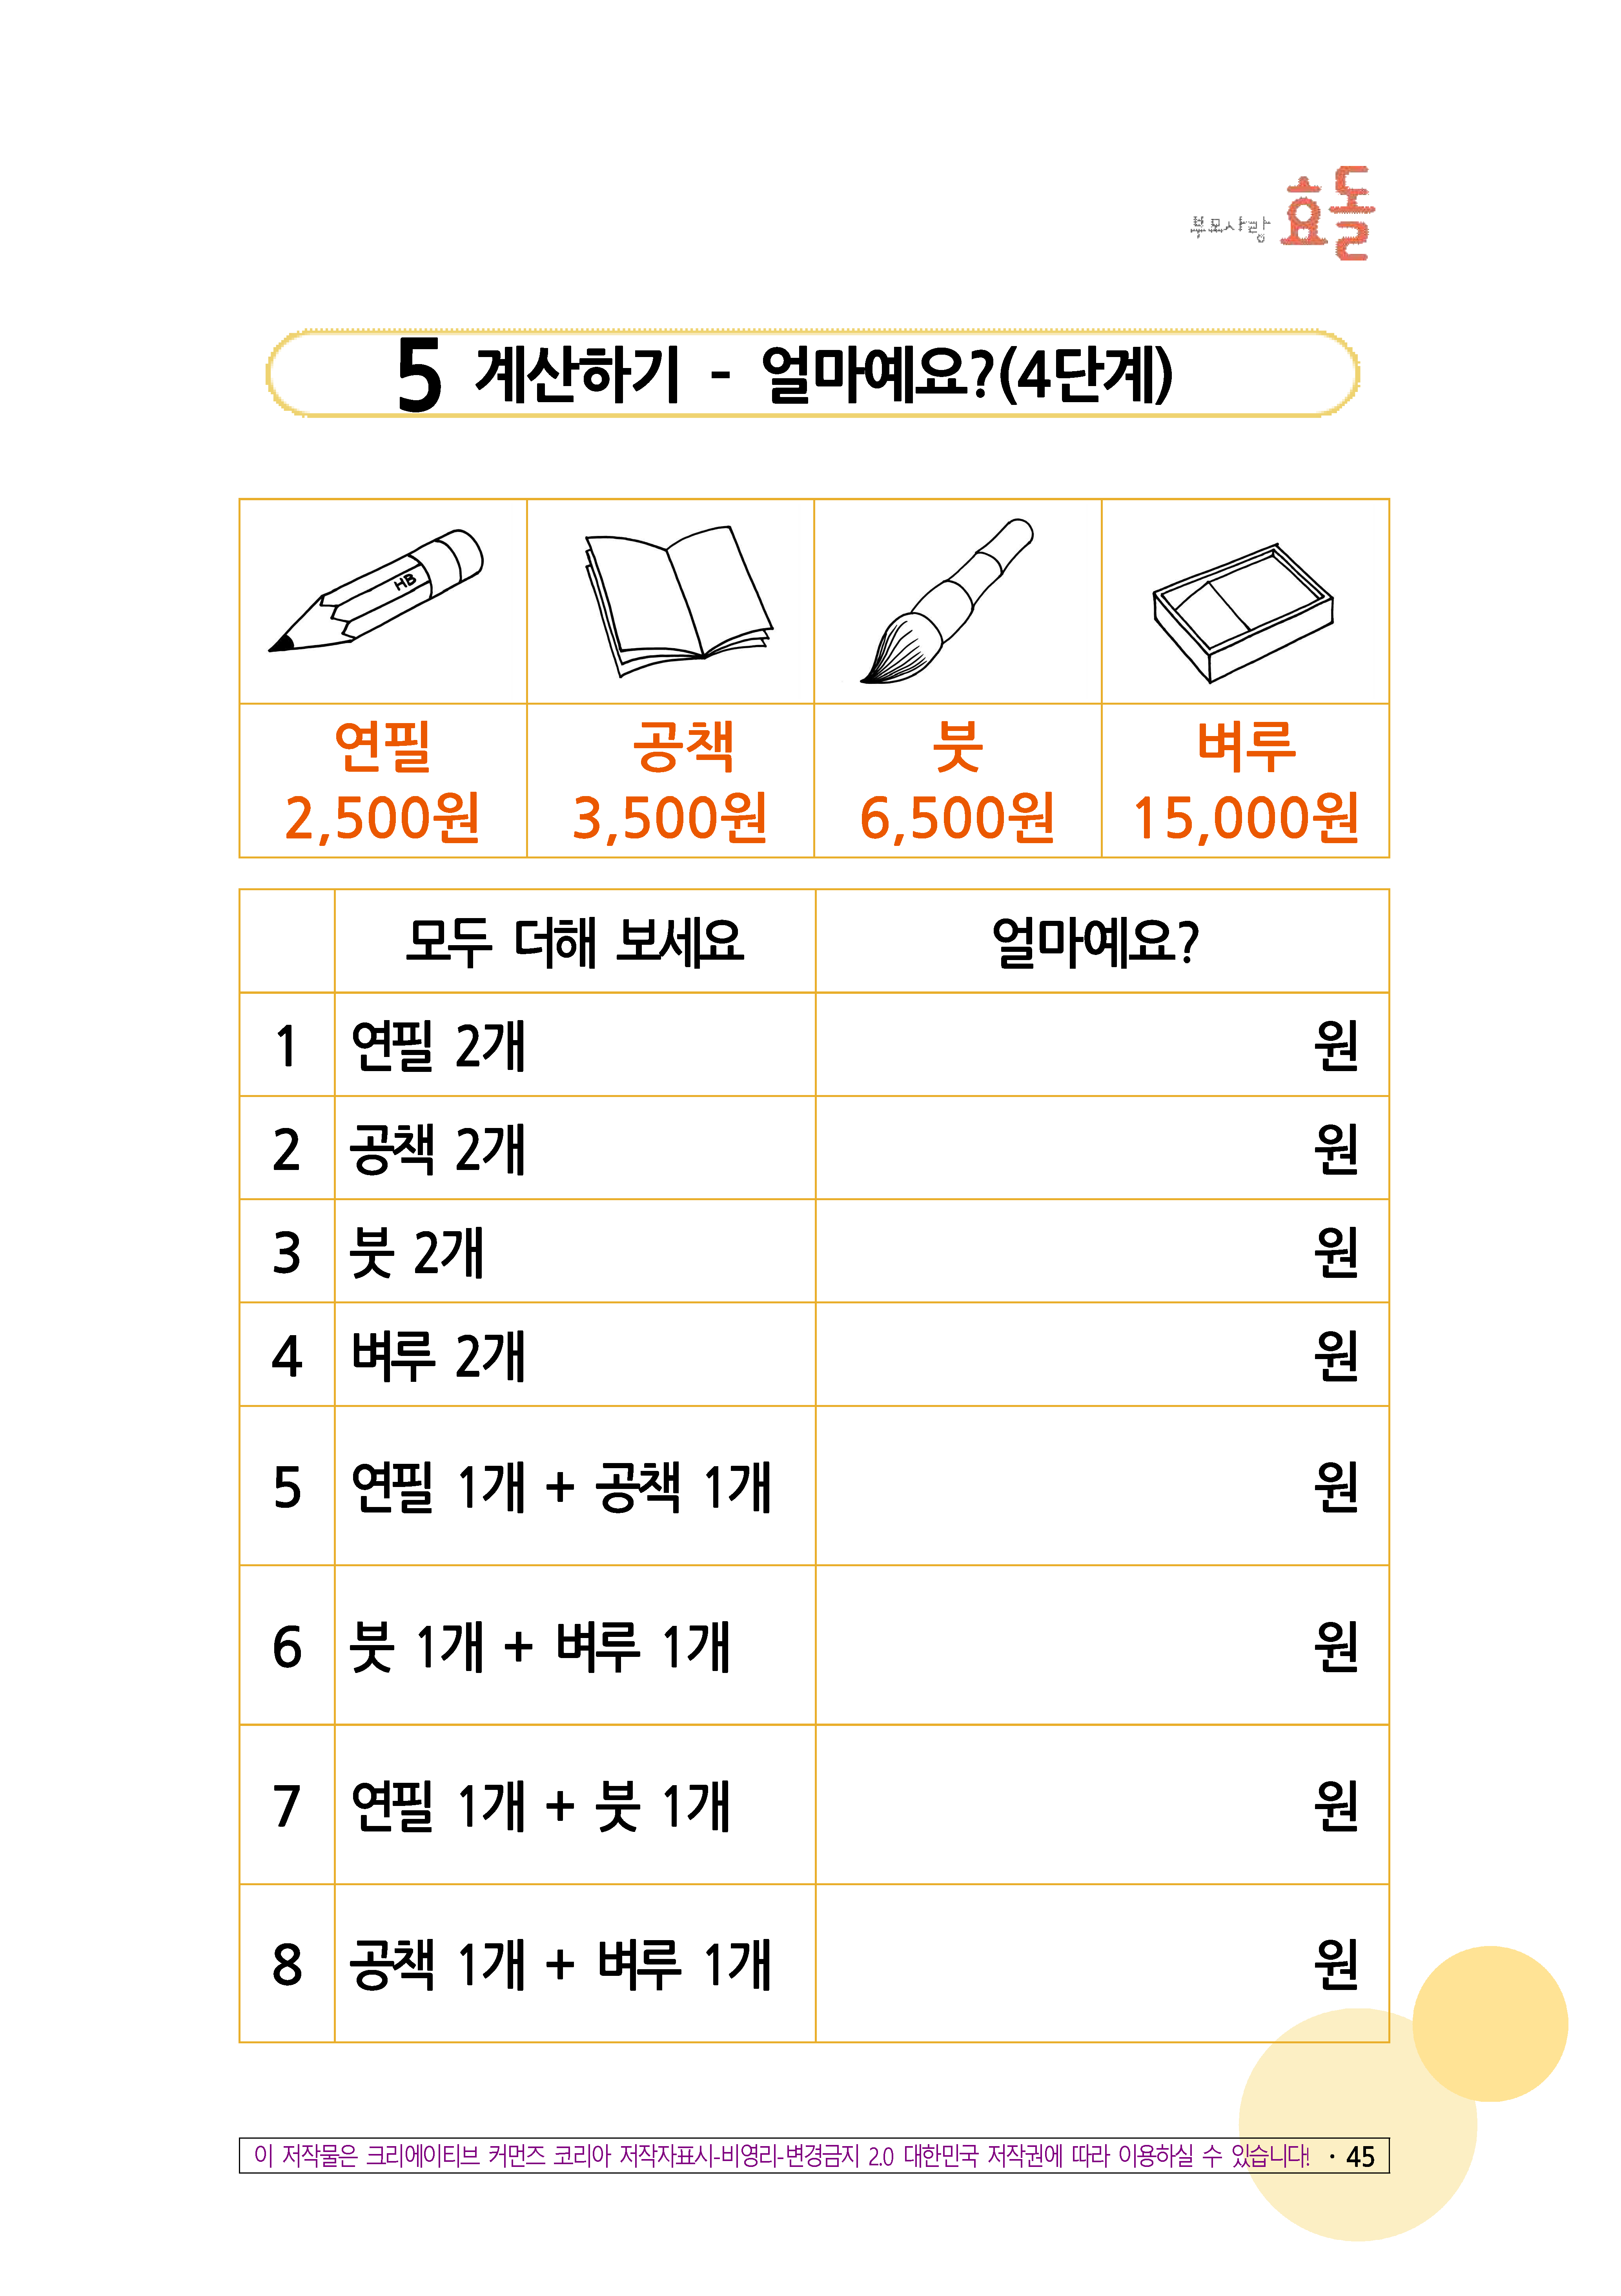 부모사랑 효돌
5 계산하기 - 얼마예요?(4단계)
HB
연필 공책 붓 벼루
2,500원 3,500원 6,500원 15,000원
모두 더해 보세요 얼마예요?
1 연필 2개 원
2 공책 2개 원
3 붓 2개 원
4 벼루 2개 원
5 연필 1개 + 공책 1개 원
6 붓 1개 + 벼루 1개 원
7 연필 1개 + 붓 1개 원
8 공책 1개 + 벼루 1개 원
이 저작물은 크리에이티브 커먼즈 코리아 저작자표시-비영리-변경금지 2.0 대한민국 저작권에 따라 이용하실 수 있습니다! · 45